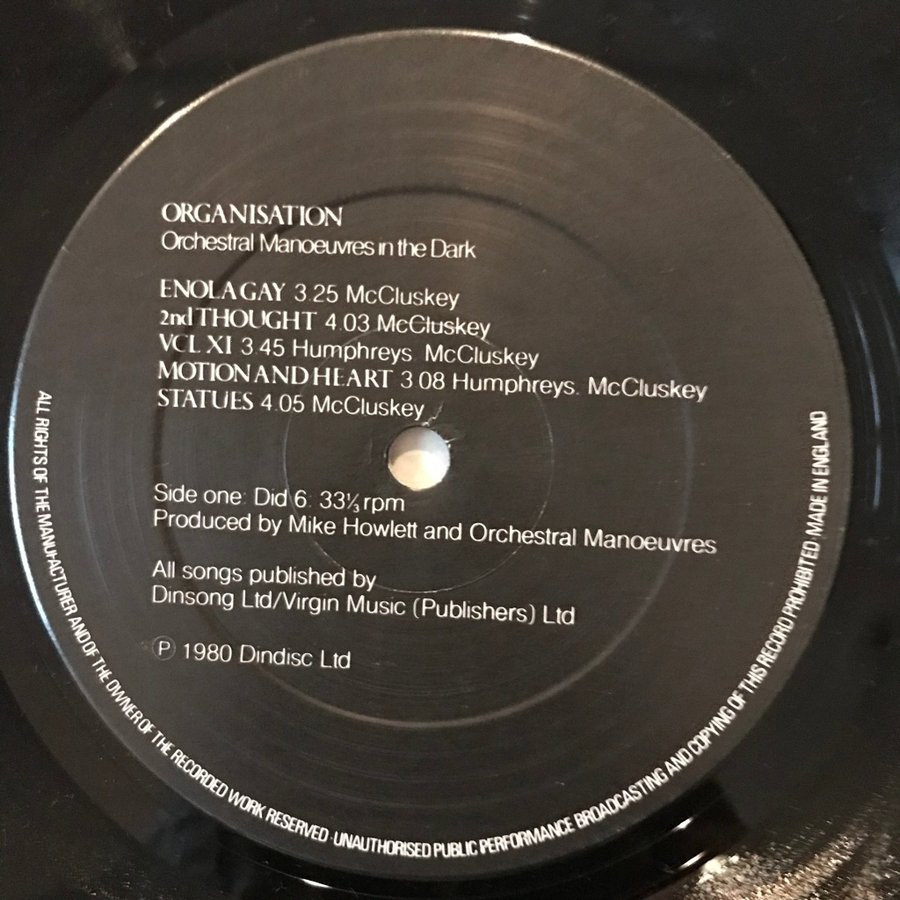 ORGANISATION
Orchestral Manoeuvres in the Dark
ENOLA GAY 3.25 McCluskey
2nd THOUGHT 4.03 McCluskey
VCL XI 3.45 Humphreys. McCluskey
MOTION AND HEART 3.08 Humphreys. McCluskey
STATUES 4.05 McCluskey
Side one: Did 6: 33⅓ rpm
Produced by Mike Howlett and Orchestral Manoeuvres
All songs published by
Dinsong Ltd/Virgin Music (Publishers) Ltd
Ⓟ 1980 Dindisc Ltd
ALL RIGHTS OF THE MANUFACTURER AND OF THE OWNER OF THE RECORDED WORK RESERVED · UNAUTHORISED PUBLIC PERFORMANCE BROADCASTING AND COPYING OF THIS RECORD PROHIBITED · MADE IN ENGLAND